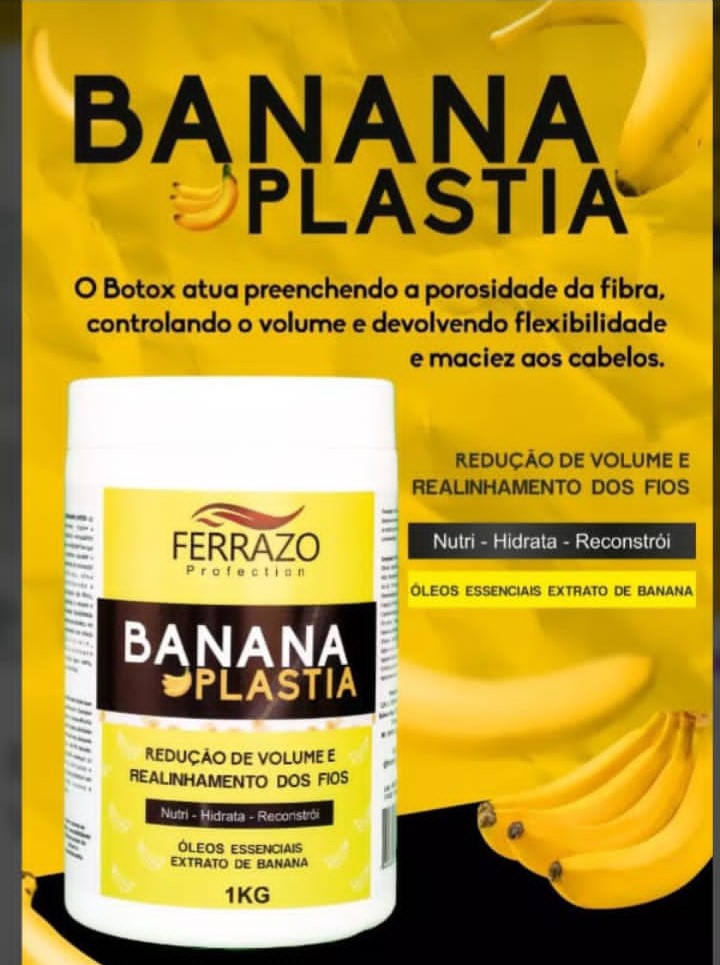 BANANA
PLASTIA
O Botox atua preenchendo a porosidade da fibra,
controlando o volume e devolvendo flexibilidade
e maciez aos cabelos.
REDUÇÃO DE VOLUME E
REALINHAMENTO DOS FIOS
Nutri - Hidrata - Reconstrói
ÓLEOS ESSENCIAIS EXTRATO DE BANANA
FERRAZO
Profection
BANANA
PLASTIA
REDUÇÃO DE VOLUME E
REALINHAMENTO DOS FIOS
Nutri - Hidrata - Reconstrói
ÓLEOS ESSENCIAIS
EXTRATO DE BANANA
1KG